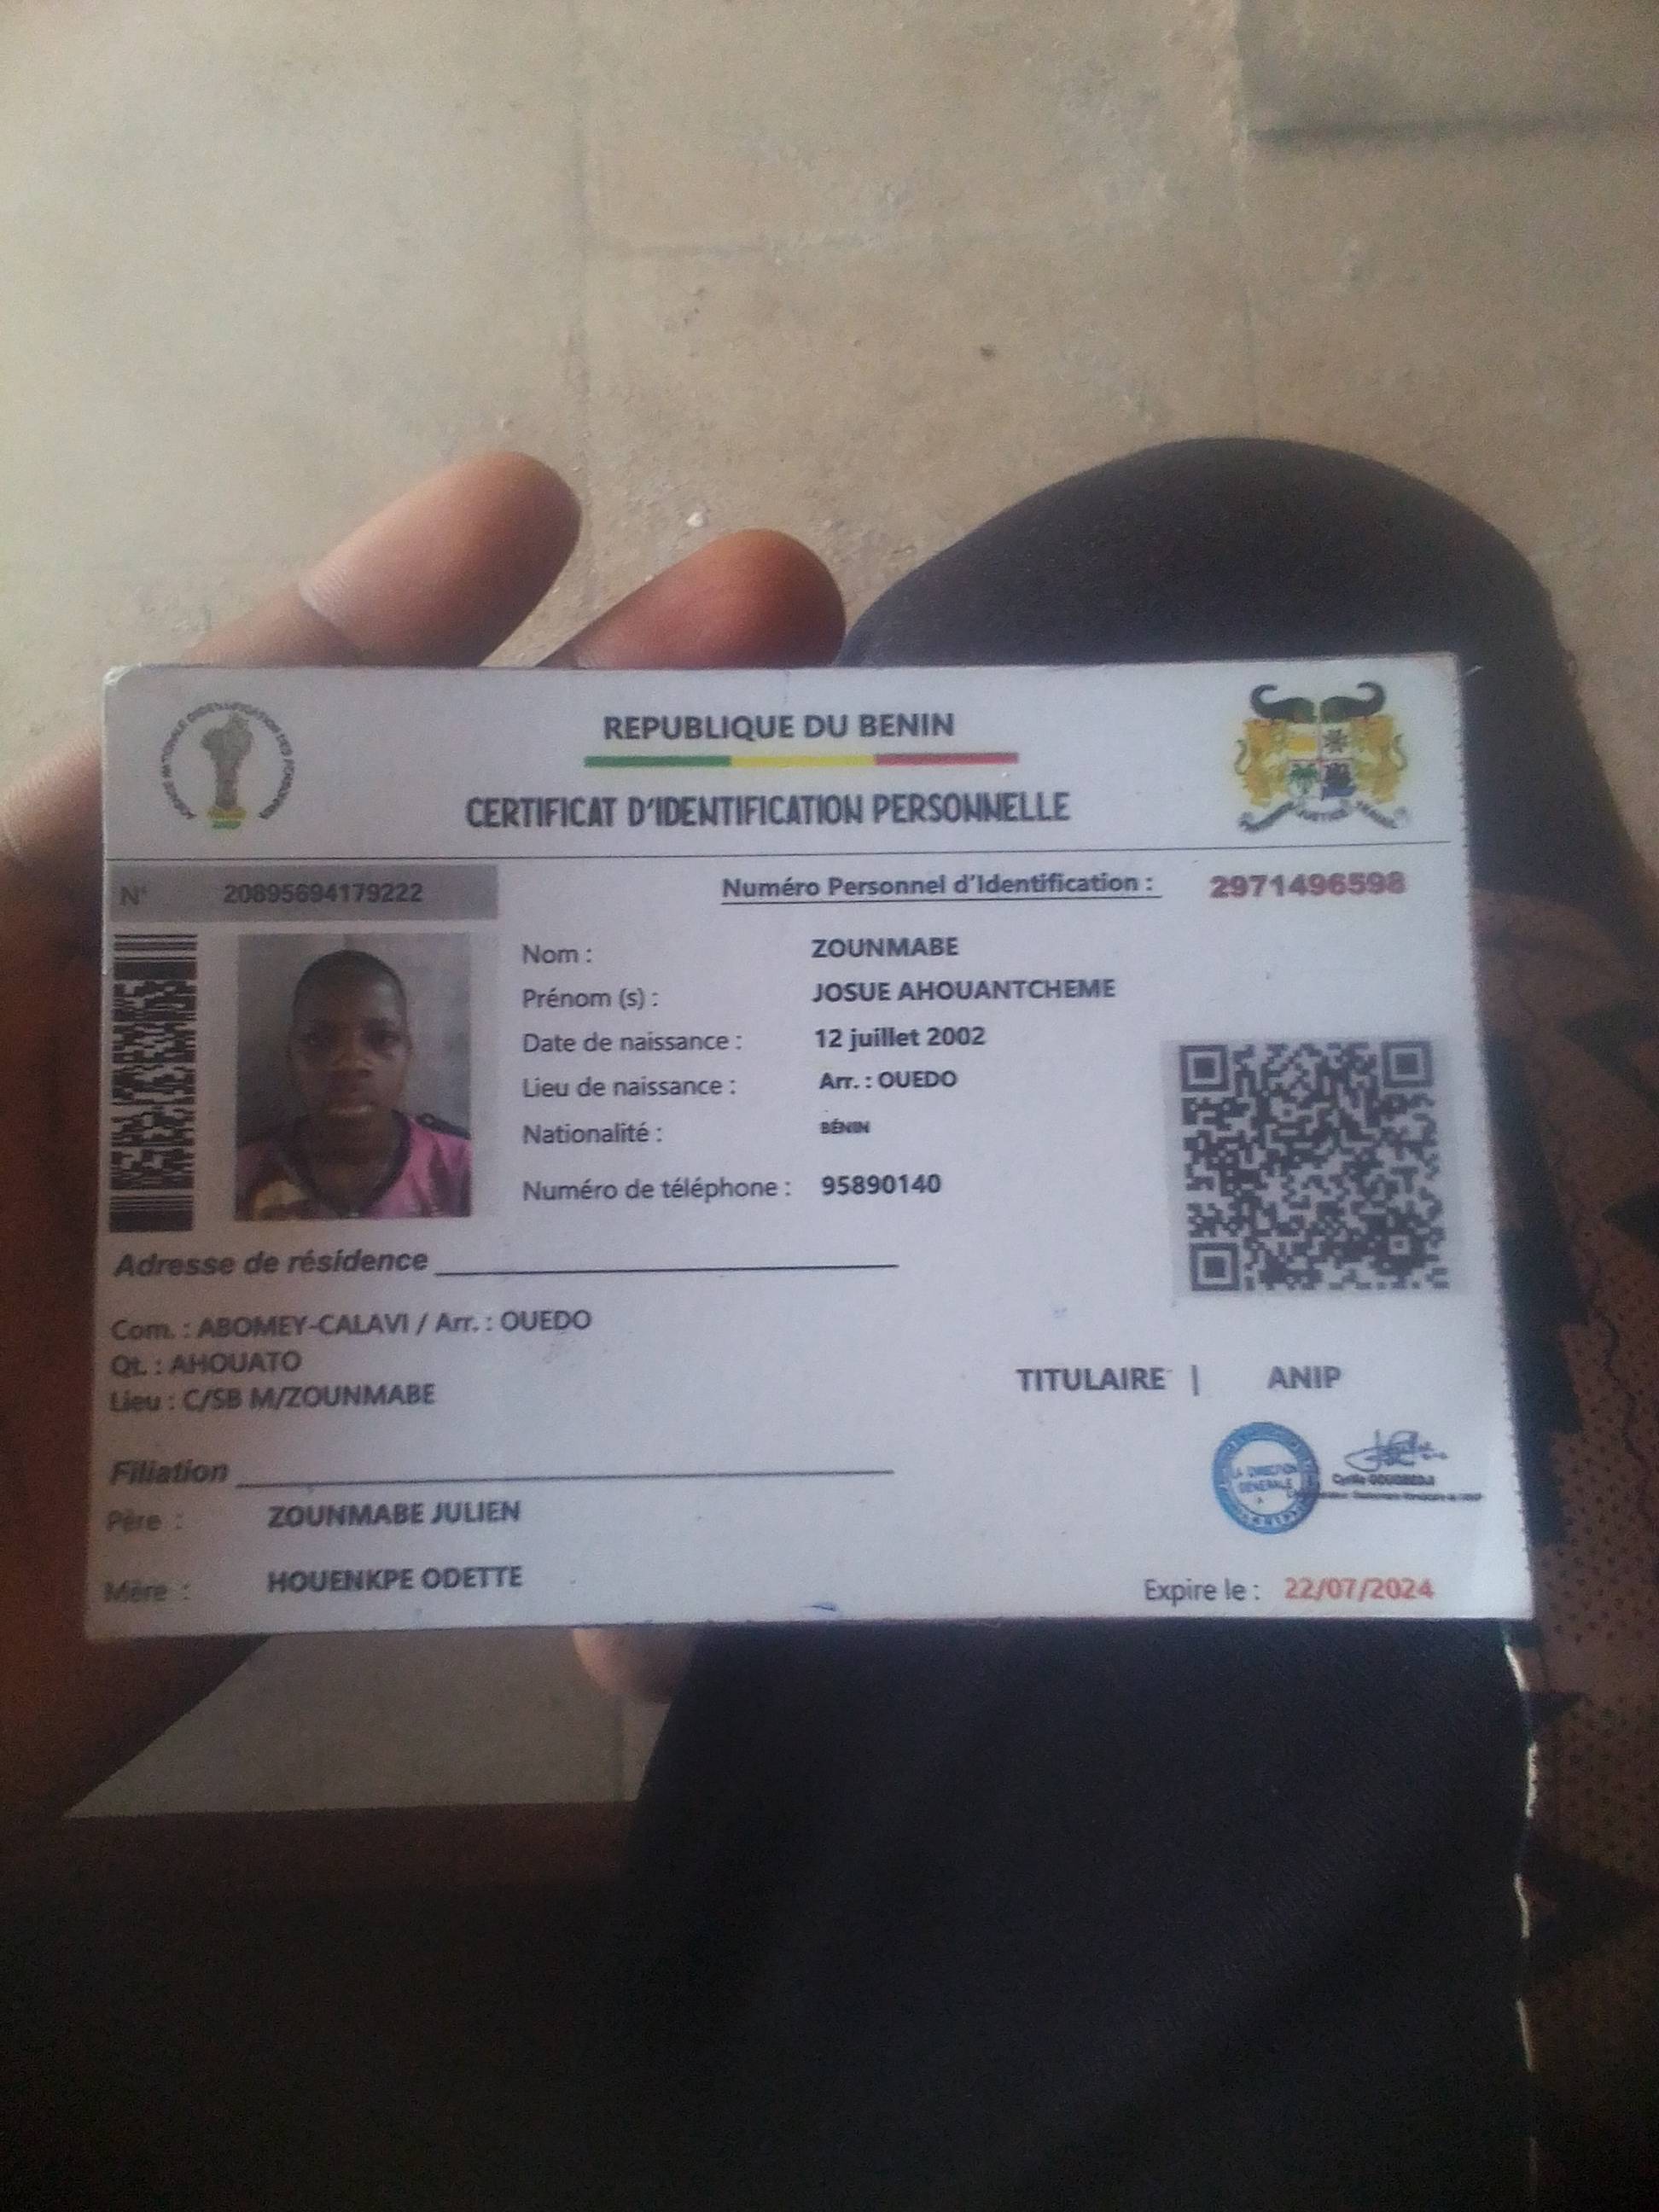 REPUBLIQUE DU BENIN
CERTIFICAT D'IDENTIFICATION PERSONNELLE
N° 20895694179222
Numéro Personnel d'Identification : 2971496598
Nom : ZOUNMABE
Prénom (s) : JOSUE AHOUANTCHEME
Date de naissance : 12 juillet 2002
Lieu de naissance : Arr. : OUEDO
Nationalité : BÉNIN
Numéro de téléphone : 95890140
Adresse de résidence
Com. : ABOMEY-CALAVI / Arr. : OUEDO
Qt. : AHOUATO
Lieu : C/SB M/ZOUNMABE
TITULAIRE | ANIP
Filiation
Père : ZOUNMABE JULIEN
LA DIRECTION
GENERALE
Mère : HOUENKPE ODETTE
Expire le : 22/07/2024